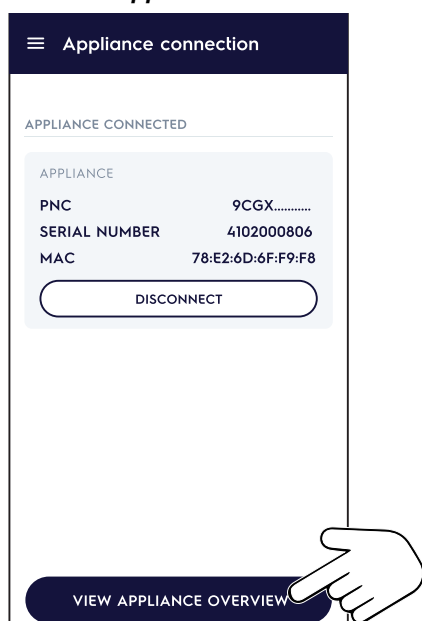 Appliance connection
APPLIANCE CONNECTED
APPLIANCE
PNC 9CGX...........
SERIAL NUMBER 4102000806
MAC 78:E2:6D:6F:F9:F8
DISCONNECT
VIEW APPLIANCE OVERVIEW